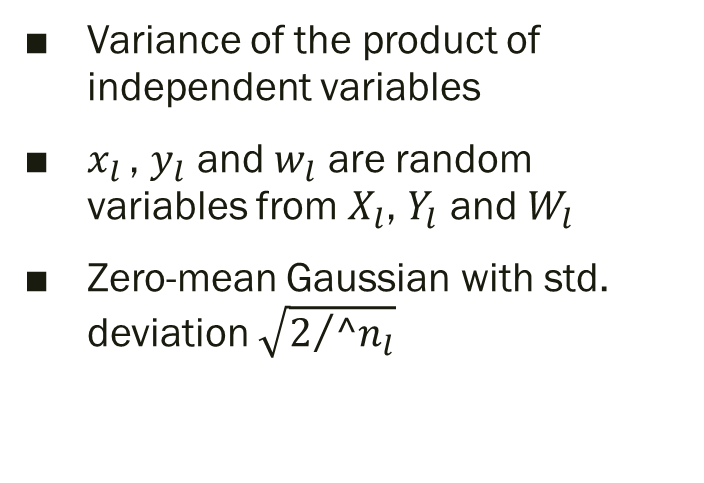 ■ Variance of the product of
independent variables
■ 𝑥𝑙 , 𝑦𝑙 and 𝑤𝑙 are random
variables from 𝑋𝑙, 𝑌𝑙 and 𝑊𝑙
■ Zero-mean Gaussian with std.
deviation √2/^𝑛𝑙